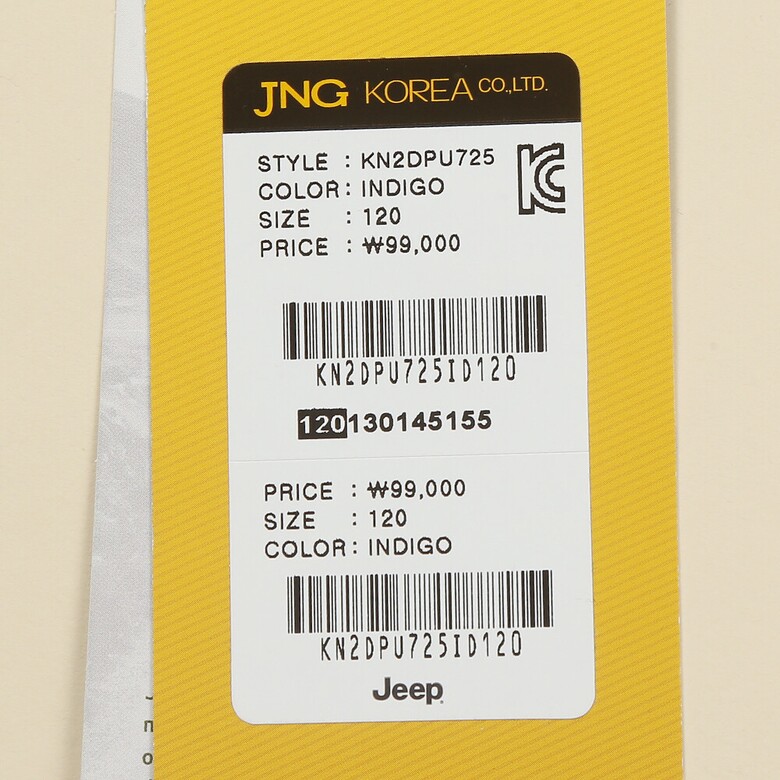 JNG KOREA CO.,LTD.
STYLE : KN2DPU725
COLOR : INDIGO
SIZE : 120
PRICE : ₩99,000
KN2DPU725ID120
120130145155
PRICE : ₩99,000
SIZE : 120
COLOR : INDIGO
KN2DPU725ID120
Jeep